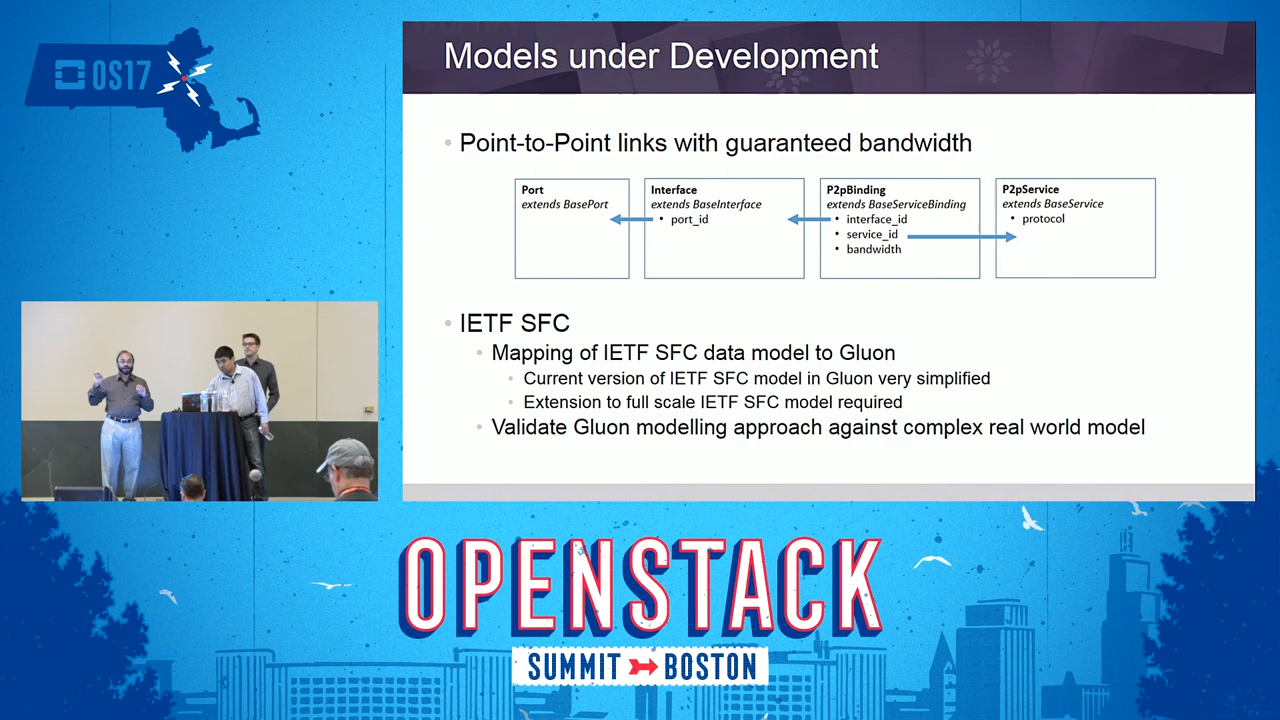 OS17
Models under Development
Point-to-Point links with guaranteed bandwidth
Port
extends BasePort
Interface
extends BaseInterface
port_id
P2pBinding
extends BaseServiceBinding
interface_id
service_id
bandwidth
P2pService
extends BaseService
protocol
IETF SFC
Mapping of IETF SFC data model to Gluon
Current version of IETF SFC model in Gluon very simplified
Extension to full scale IETF SFC model required
Validate Gluon modelling approach against complex real world model
OPENSTACK
SUMMIT BOSTON